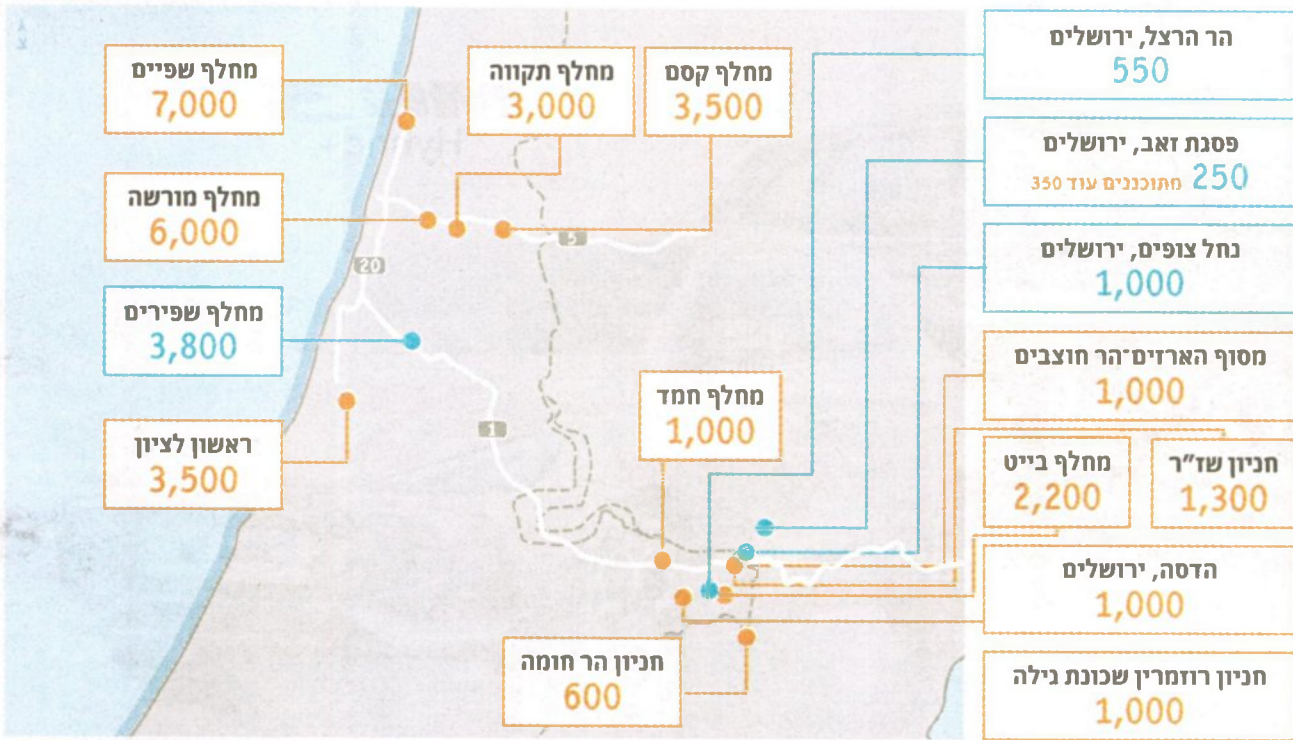 הר הרצל, ירושלים
550
פסגת זאב, ירושלים
250 מתוכננים עוד 350
נחל צופים, ירושלים
1,000
מסוף הארזים־הר חוצבים
1,000
חניון שז״ר
1,300
מחלף בייט
2,200
הדסה, ירושלים
1,000
חניון רוזמרין שכונת גילה
1,000
מחלף קסם
3,500
מחלף תקווה
3,000
מחלף שפיים
7,000
מחלף מורשה
6,000
מחלף שפירים
3,800
ראשון לציון
3,500
מחלף חמד
1,000
חניון הר חומה
600
5
20
1